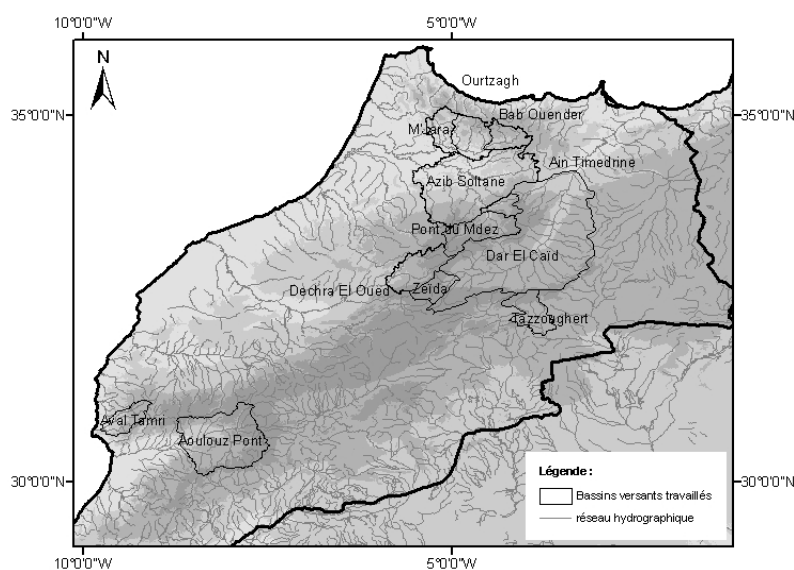 10°0'0"W
5°0'0"W
N
Ourtzagh
35°0'0"N
35°0'0"N
Bab Ouender
M'Jara
Ain Timedrine
Azib Soltane
Pont du Mdez
Dar El Caïd
Dechra El Oued
Zeïda
Tazzoughert
Aval Tamri
Aoulouz Pont
Légende :
30°0'0"N
30°0'0"N
Bassins versants travaillés
réseau hydrographique
10°0'0"W
5°0'0"W